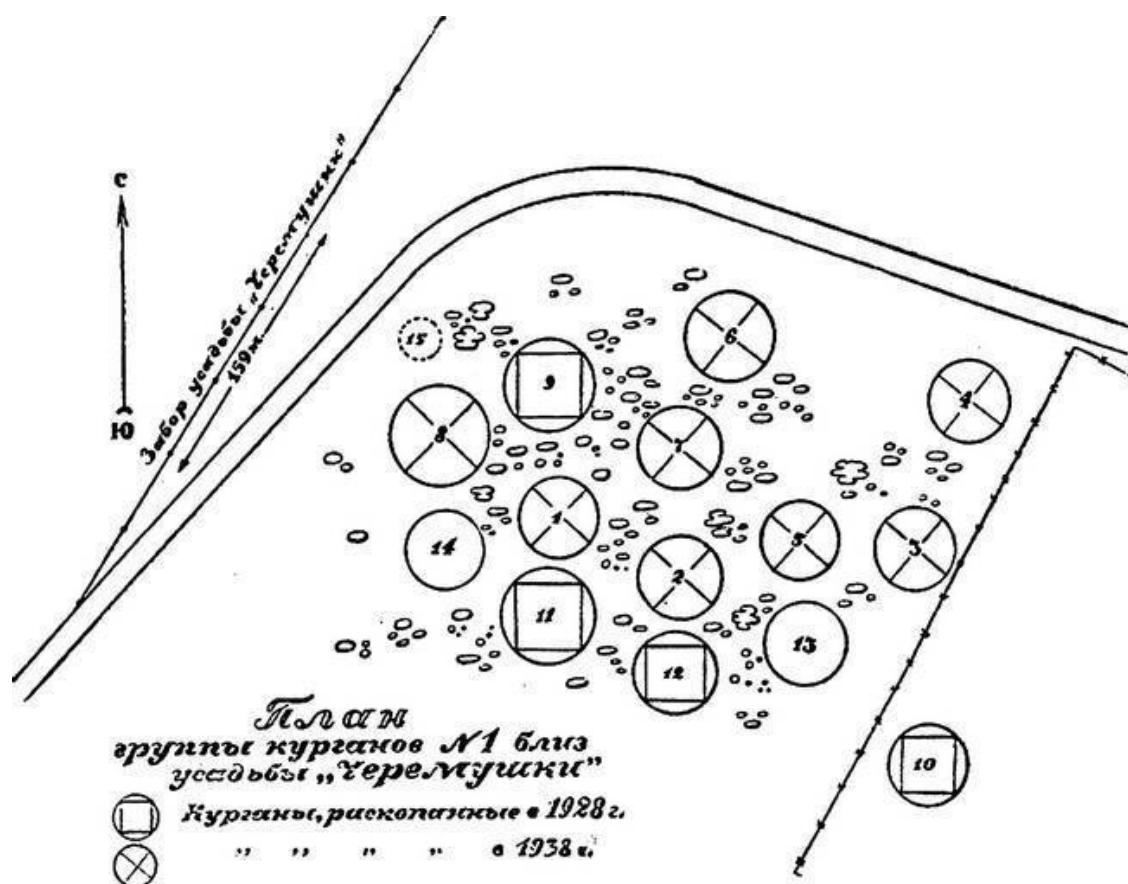 С
Ю
Забор усадьбы „Черемушки"
159 м.
15
9
6
4
8
7
1
5
3
14
2
11
13
12
10
План
группы курганов №1 близ
усадьбы „Черемушки"
Курганы, раскопанные в 1928 г.
„ „ „ „ в 1938 г.